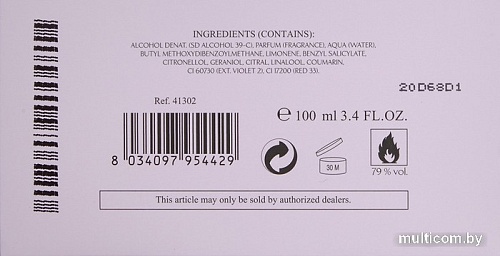 INGREDIENTS (CONTAINS):
ALCOHOL DENAT. (SD ALCOHOL 39-C), PARFUM (FRAGRANCE), AQUA (WATER),
BUTYL METHOXYDIBENZOYLMETHANE, LIMONENE, BENZYL SALICYLATE,
CITRONELLOL, GERANIOL, CITRAL, LINALOOL, COUMARIN,
CI 60730 (EXT. VIOLET 2), CI 17200 (RED 33).
20D68D1
Ref. 41302
℮ 100 ml 3.4 FL.OZ.
8 034097 954429
30 M
79 % vol.
This article may only be sold by authorized dealers.
multicom.by